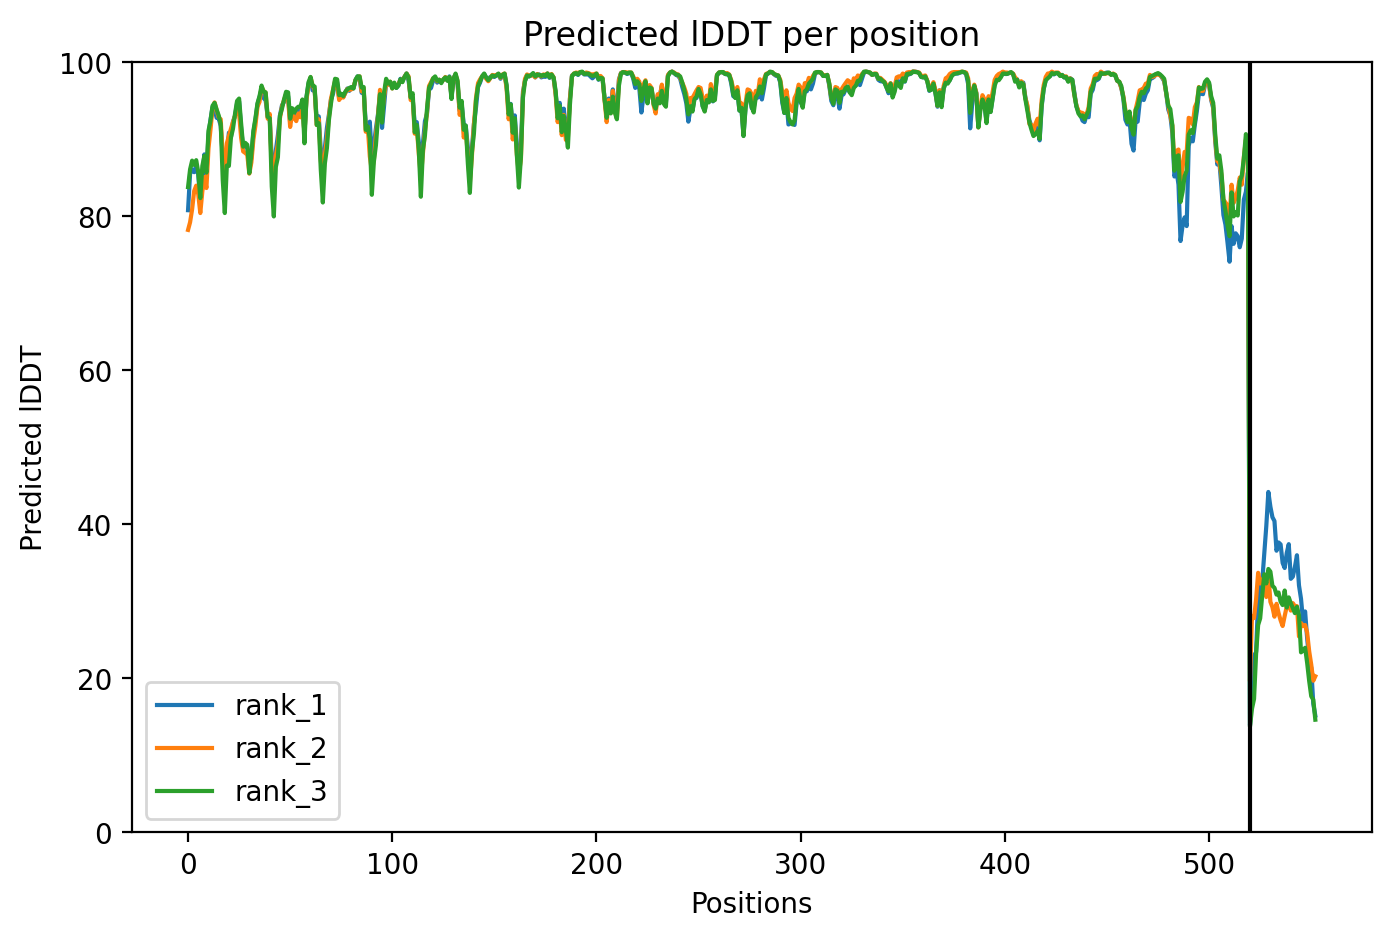 Predicted lDDT per position
Predicted lDDT
100
80
60
40
20
0
rank_1
rank_2
rank_3
0 100 200 300 400 500
Positions